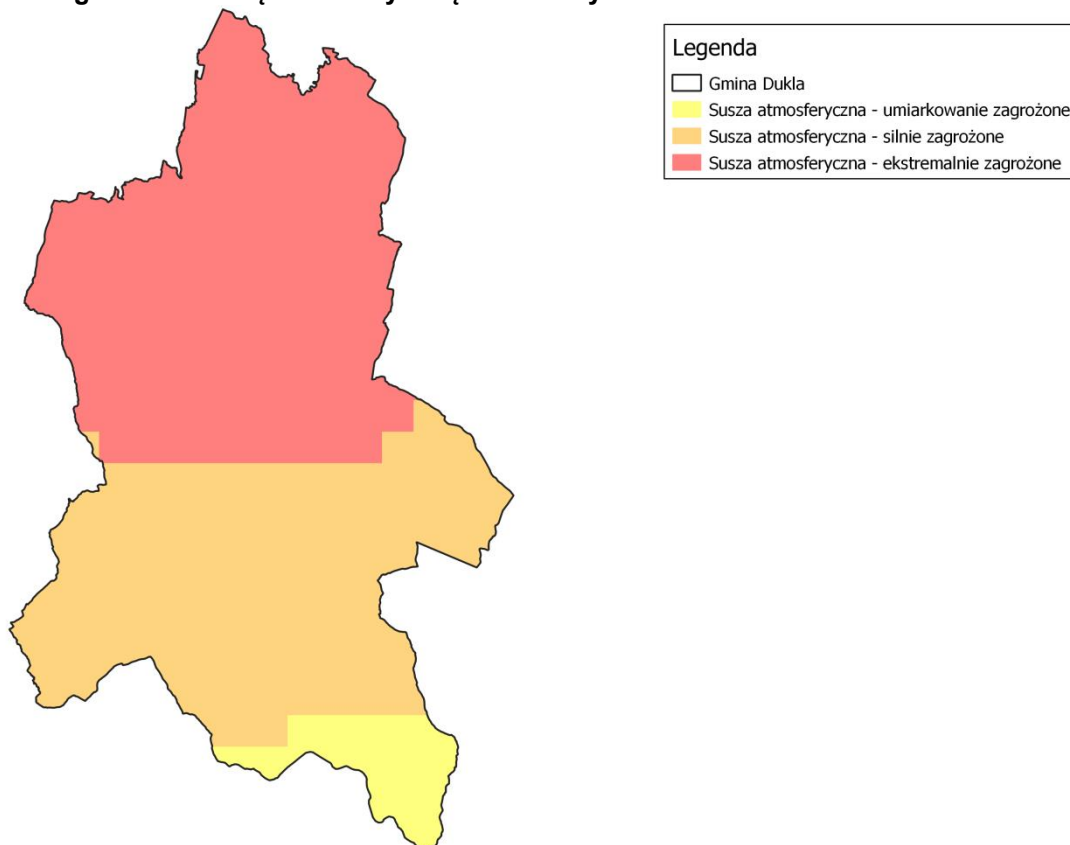 Legenda
Gmina Dukla
Susza atmosferyczna - umiarkowanie zagrożone
Susza atmosferyczna - silnie zagrożone
Susza atmosferyczna - ekstremalnie zagrożone